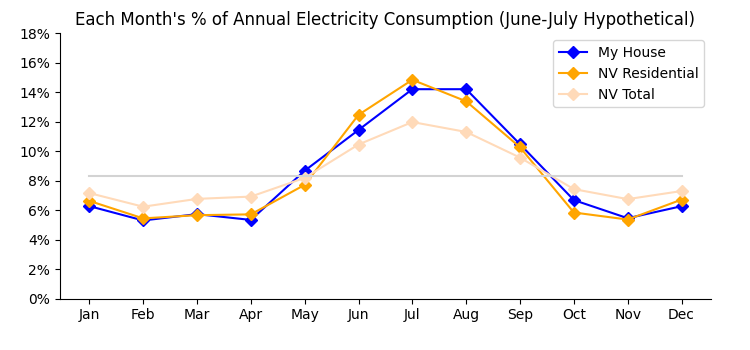 Each Month's % of Annual Electricity Consumption (June-July Hypothetical)
18%
16%
14%
12%
10%
8%
6%
4%
2%
0%
My House
NV Residential
NV Total
Jan Feb Mar Apr May Jun Jul Aug Sep Oct Nov Dec